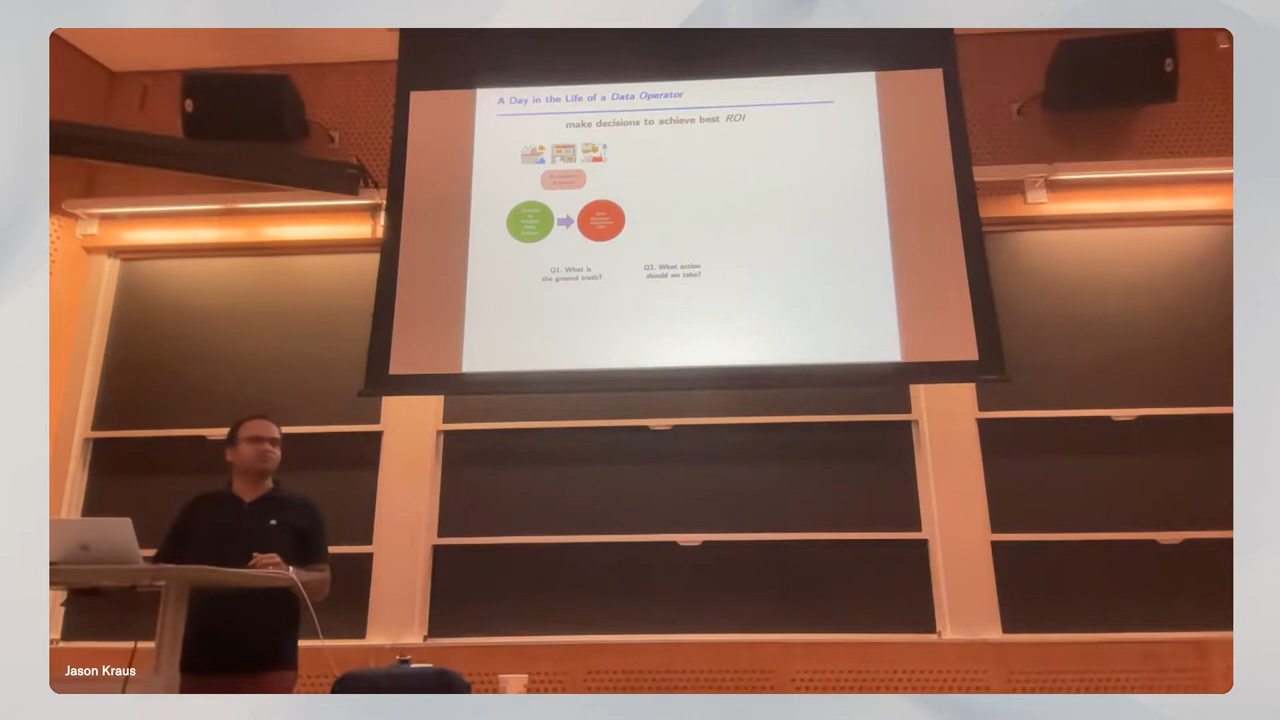 A Day in the Life of a Data Operator
make decisions to achieve best ROI
Q1. What is
the ground truth?
Q2. What action
should we take?
Jason Kraus